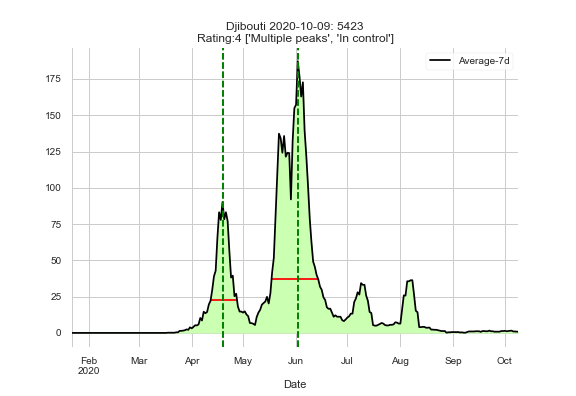 Djibouti 2020-10-09: 5423
Rating:4 ['Multiple peaks', 'In control']
Average-7d
175
150
125
100
75
50
25
0
Feb Mar Apr May Jun Jul Aug Sep Oct
2020
Date